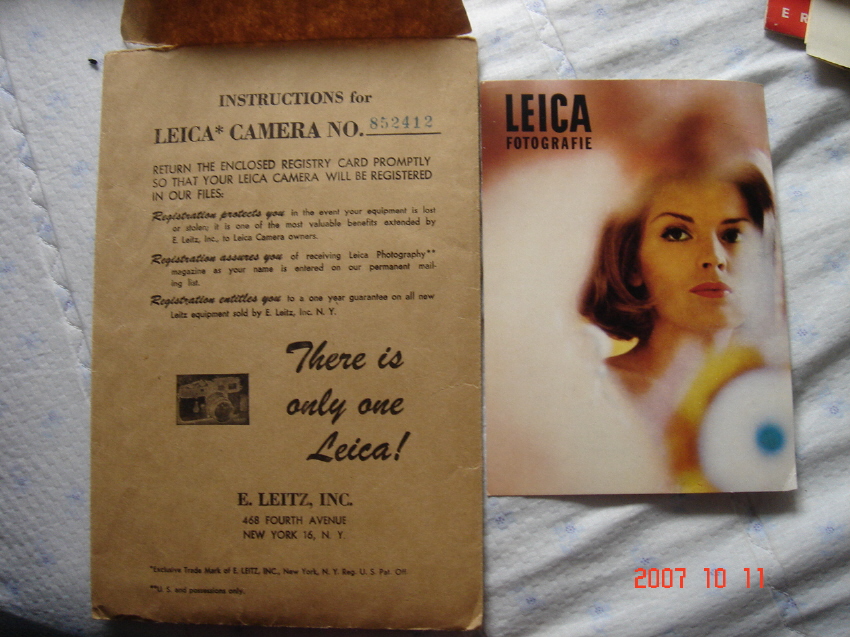 INSTRUCTIONS for
LEICA* CAMERA NO. 852412
RETURN THE ENCLOSED REGISTRY CARD PROMPTLY
SO THAT YOUR LEICA CAMERA WILL BE REGISTERED
IN OUR FILES:
Registration protects you in the event your equipment is lost
or stolen; it is one of the most valuable benefits extended by
E. Leitz, Inc., to Leica Camera owners.
Registration assures you of receiving Leica Photography**
magazine as your name is entered on our permanent mail-
ing list.
Registration entitles you to a one year guarantee on all new
Leitz equipment sold by E. Leitz, Inc. N. Y.
There is
only one
Leica!
E. LEITZ, INC.
468 FOURTH AVENUE
NEW YORK 16, N. Y.
*Exclusive Trade Mark of E. LEITZ, INC., New York, N. Y. Reg. U. S. Pat. Off.
**U. S. and possessions only.
LEICA
FOTOGRAFIE
E R
2007 10 11